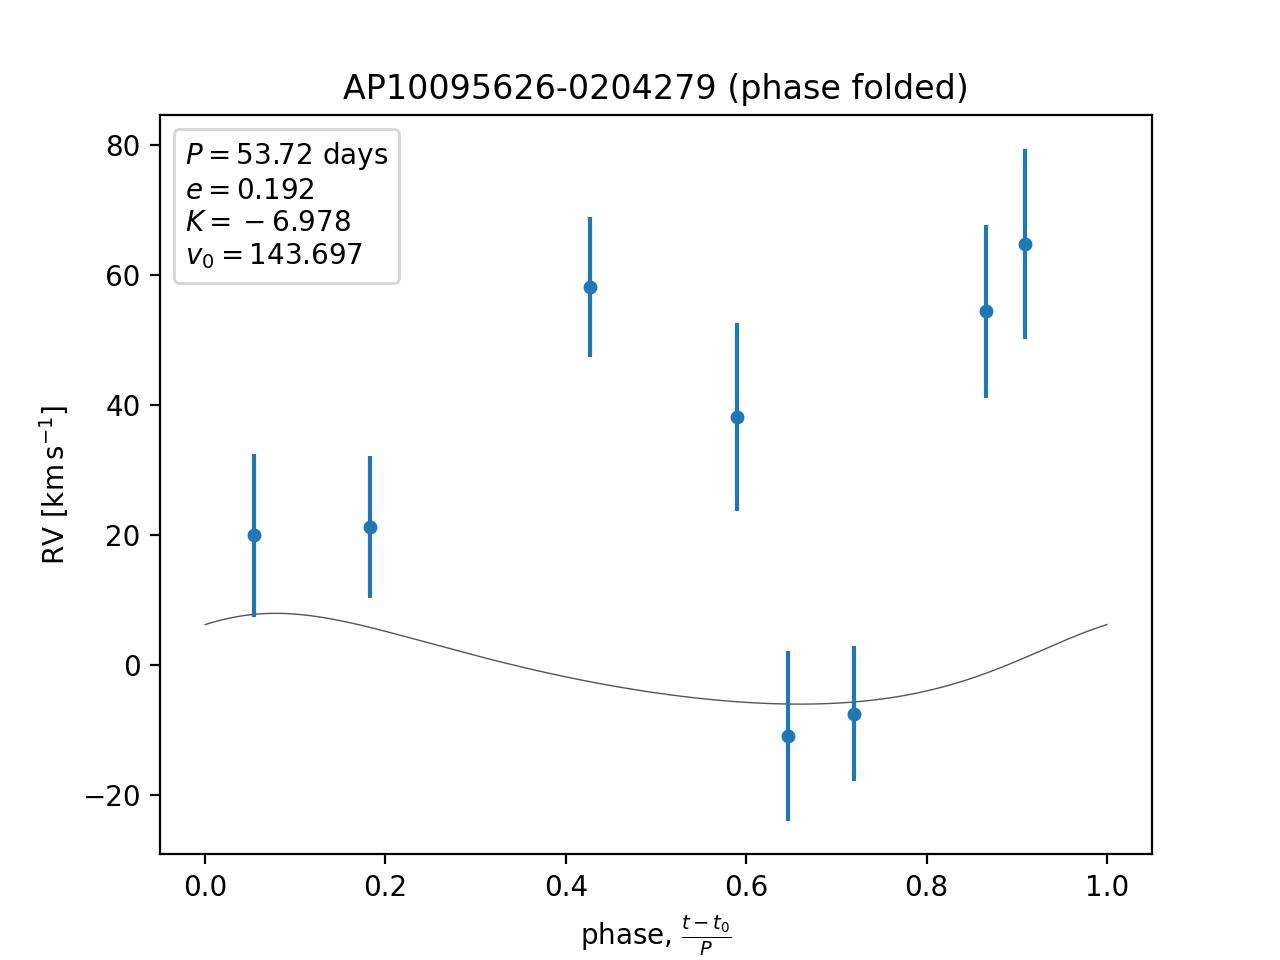 AP10095626-0204279 (phase folded)
P = 53.72 days
e = 0.192
K = −6.978
v₀ = 143.697
80
60
40
20
0
−20
RV [km s⁻¹]
0.0 0.2 0.4 0.6 0.8 1.0
phase, (t − t₀)/P